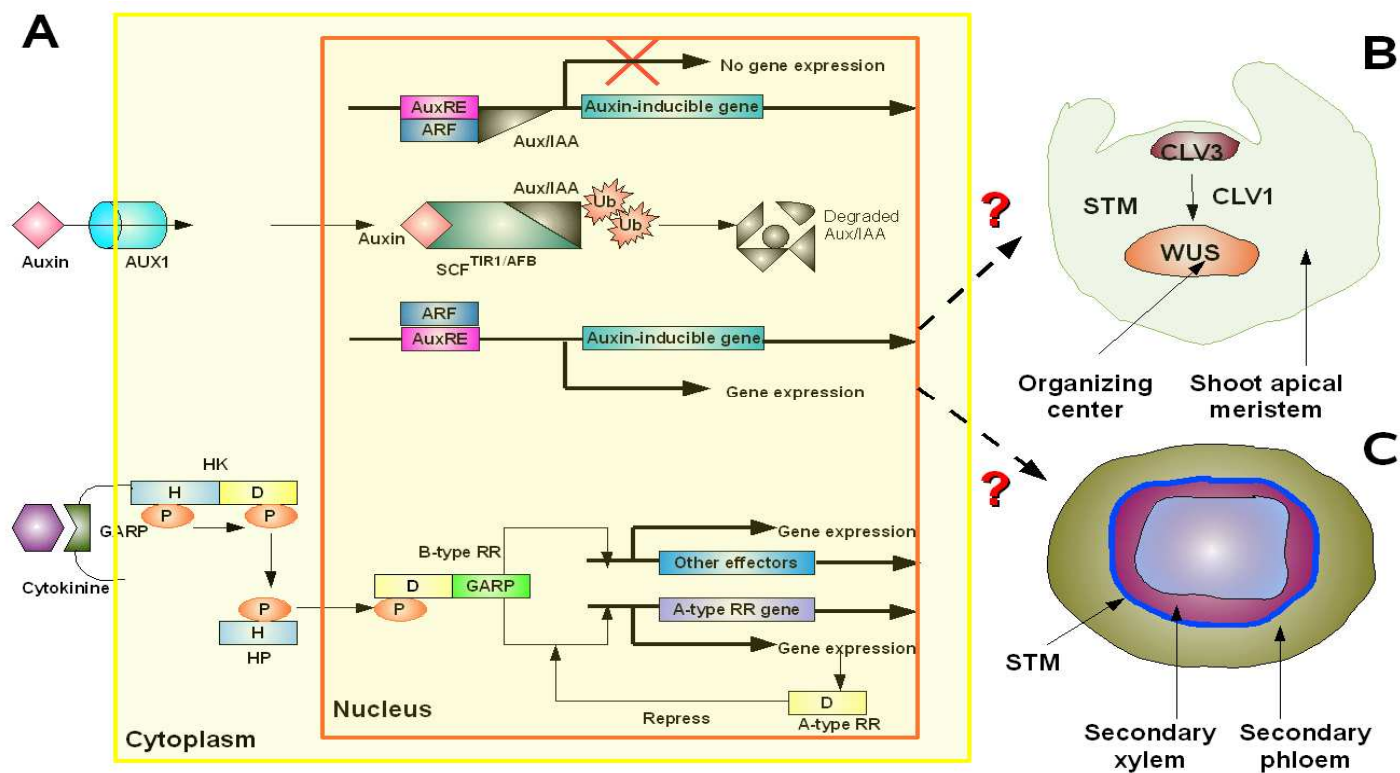 A
No gene expression
AuxRE
ARF
Aux/IAA
Auxin-inducible gene
Auxin
AUX1
Auxin
Aux/IAA
SCF TIR1/AFB
Ub
Ub
Degraded
Aux/IAA
ARF
AuxRE
Auxin-inducible gene
Gene expression
HK
H
D
P
P
GARP
Cytokinine
P
H
HP
B-type RR
D
GARP
P
Gene expression
Other effectors
A-type RR gene
Gene expression
D
A-type RR
Repress
Nucleus
Cytoplasm
?
?
B
CLV3
STM
CLV1
WUS
Organizing
center
Shoot apical
meristem
C
STM
Secondary
xylem
Secondary
phloem